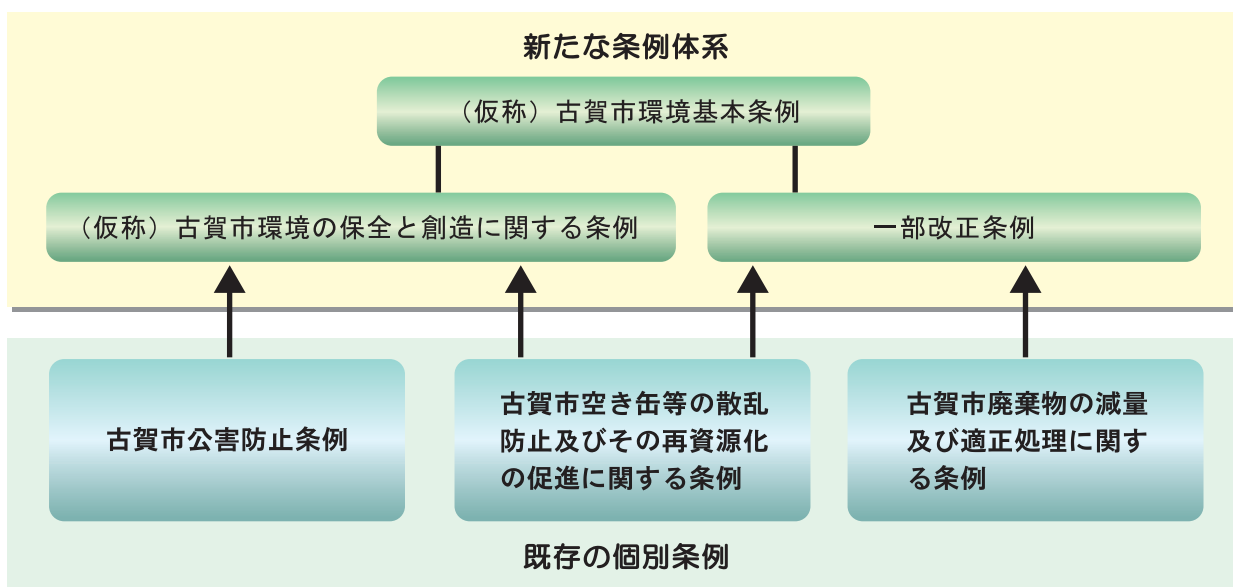 新たな条例体系
（仮称）古賀市環境基本条例
（仮称）古賀市環境の保全と創造に関する条例
一部改正条例
古賀市公害防止条例
古賀市空き缶等の散乱
防止及びその再資源化
の促進に関する条例
古賀市廃棄物の減量
及び適正処理に関す
る条例
既存の個別条例